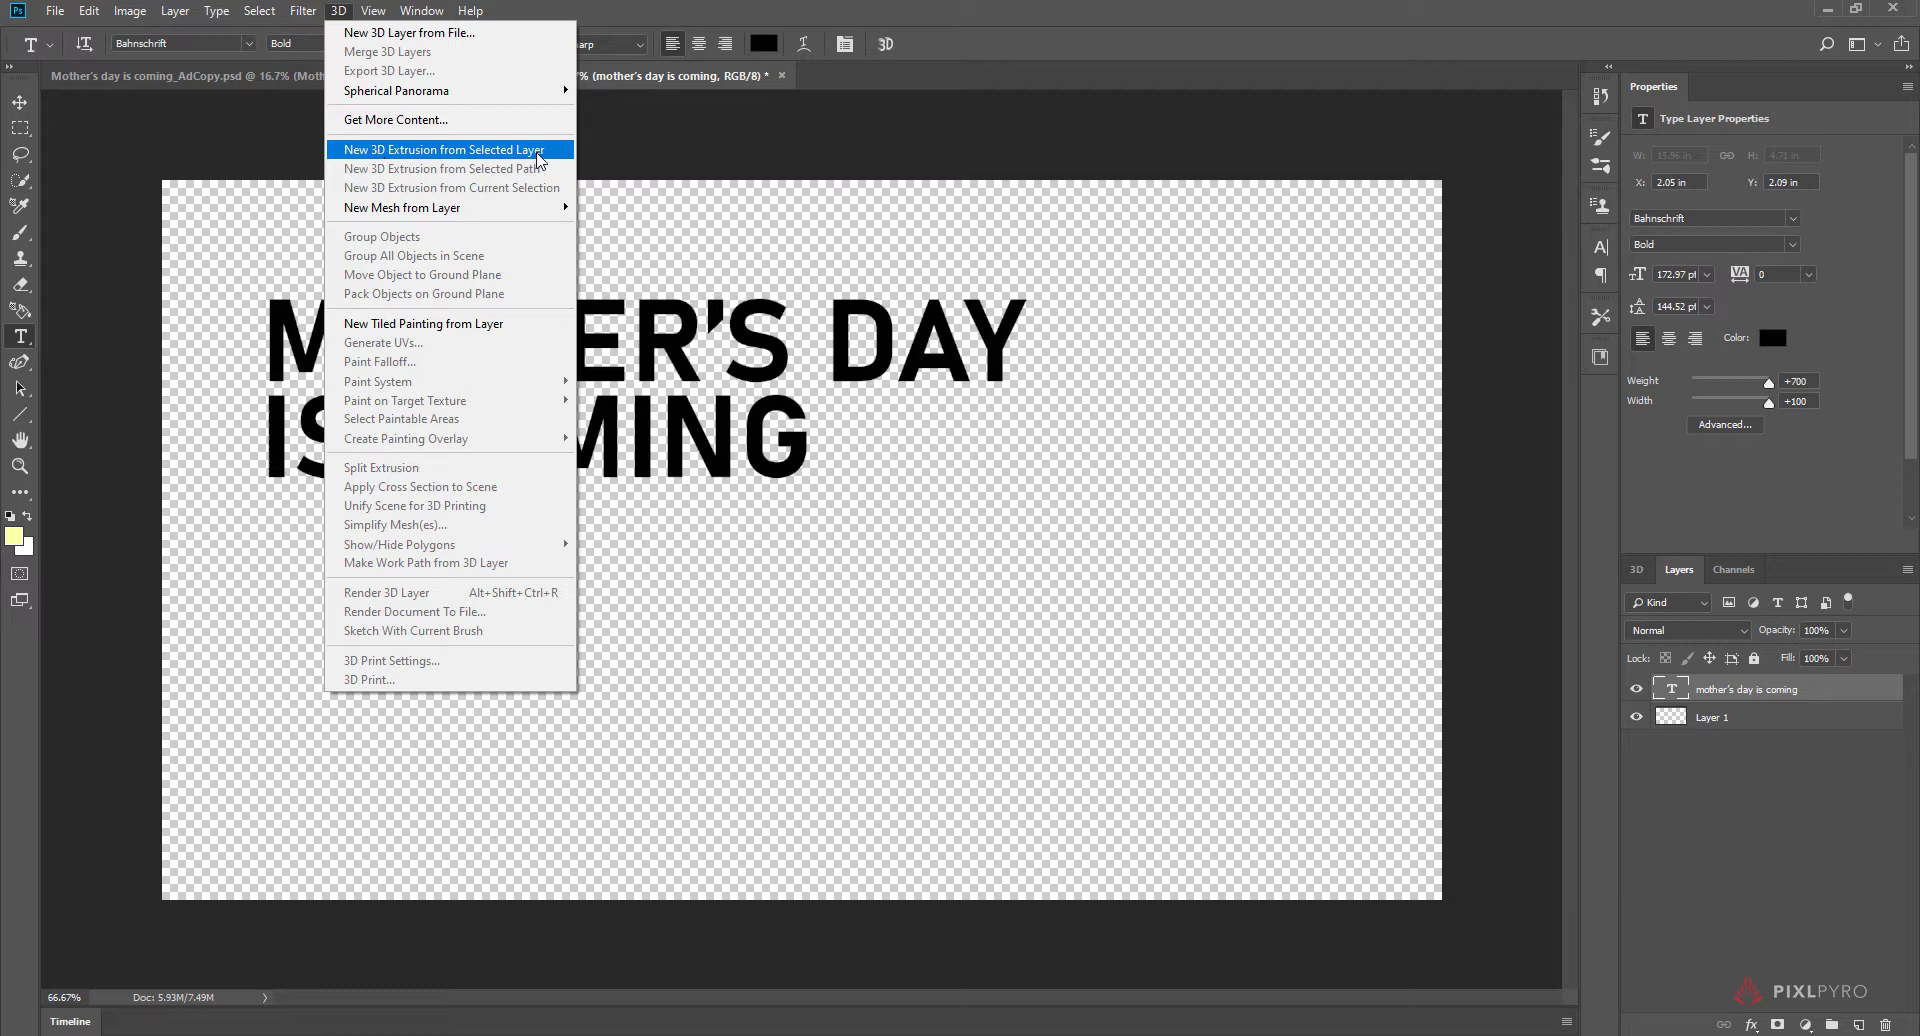 Ps File Edit Image Layer Type Select Filter 3D View Window Help
T Bahnschrift Bold arp 3D
Mother's day is coming_AdCopy.psd @ 16.7% (Moth 7% (mother's day is coming, RGB/8) * ×
New 3D Layer from File...
Merge 3D Layers
Export 3D Layer...
Spherical Panorama
Get More Content...
New 3D Extrusion from Selected Layer
New 3D Extrusion from Selected Path
New 3D Extrusion from Current Selection
New Mesh from Layer
Group Objects
Group All Objects in Scene
Move Object to Ground Plane
Pack Objects on Ground Plane
New Tiled Painting from Layer
Generate UVs...
Paint Falloff...
Paint System
Paint on Target Texture
Select Paintable Areas
Create Painting Overlay
Split Extrusion
Apply Cross Section to Scene
Unify Scene for 3D Printing
Simplify Mesh(es)...
Show/Hide Polygons
Make Work Path from 3D Layer
Render 3D Layer Alt+Shift+Ctrl+R
Render Document To File...
Sketch With Current Brush
3D Print Settings...
3D Print...
M ER'S DAY
IS MING
Properties
T Type Layer Properties
W: 15.96 in H: 4.71 in
X: 2.05 in Y: 2.09 in
Bahnschrift
Bold
172.97 pt VA 0
144.52 pt
Color:
Weight +700
Width +100
Advanced...
3D Layers Channels
Kind
Normal Opacity: 100%
Lock: Fill: 100%
T mother's day is coming
Layer 1
66.67% Doc: 5.93M/7.49M
Timeline
PIXLPYRO
fx